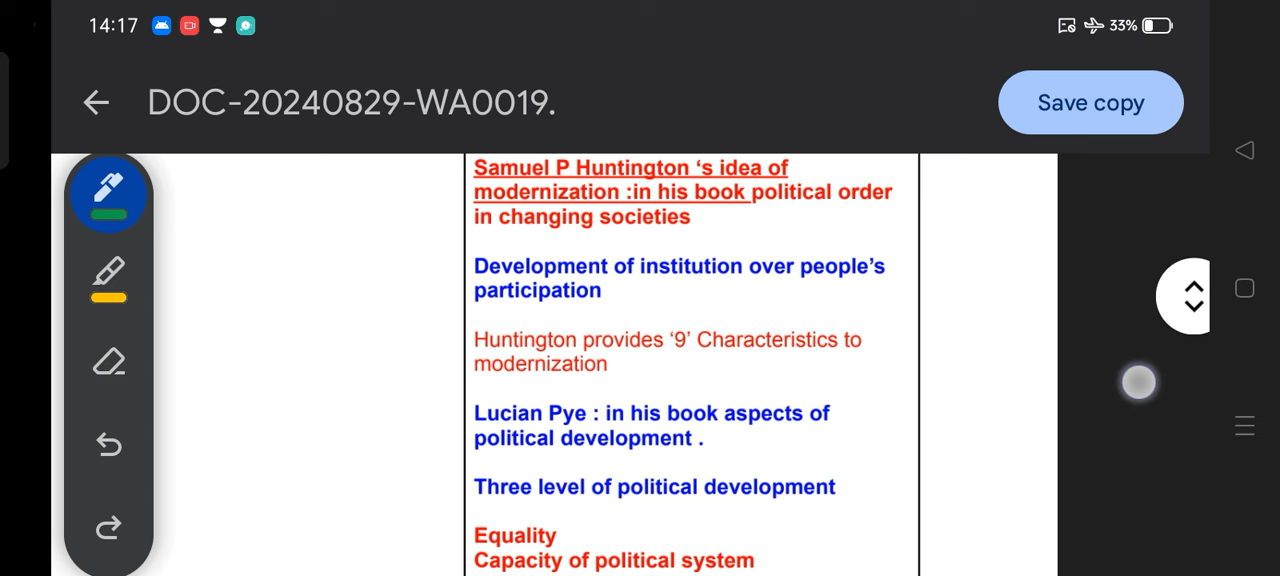 14:17
33%
DOC-20240829-WA0019.
Save copy
Samuel P Huntington ‘s idea of
modernization :in his book political order
in changing societies
Development of institution over people’s
participation
Huntington provides ‘9’ Characteristics to
modernization
Lucian Pye : in his book aspects of
political development .
Three level of political development
Equality
Capacity of political system